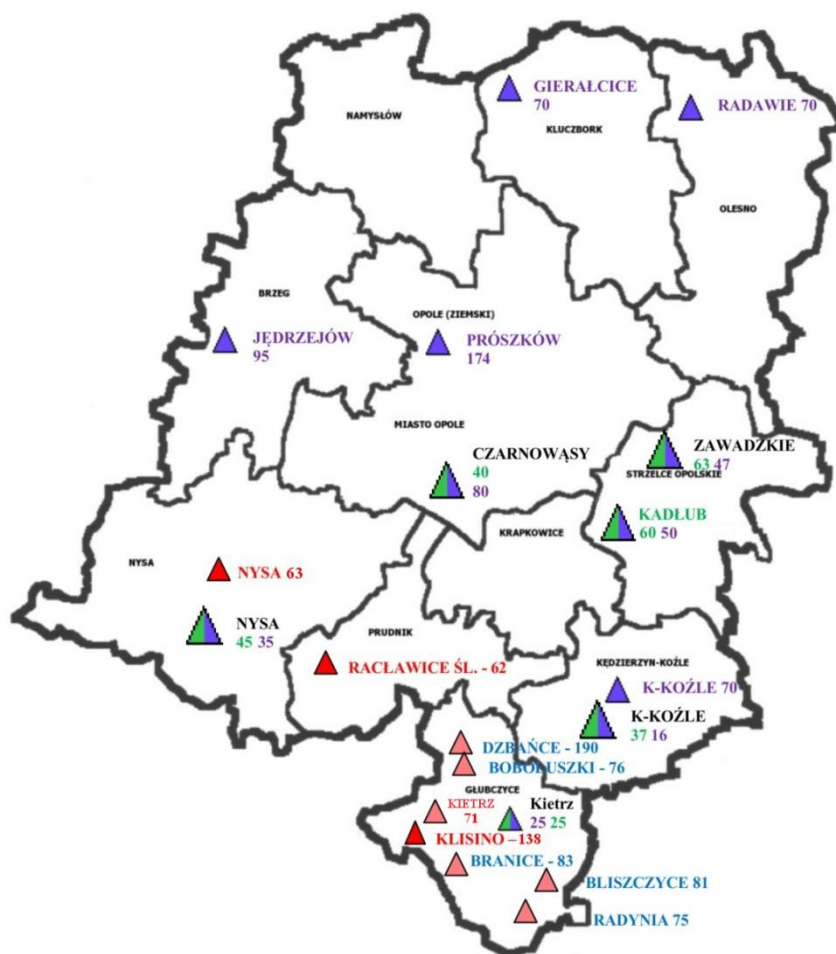 GIERAŁCICE
70
RADAWIE 70
NAMYSŁÓW
KLUCZBORK
OLESNO
BRZEG
OPOLE (ZIEMSKI)
JĘDRZEJÓW
95
PRÓSZKÓW
174
MIASTO OPOLE
CZARNOWĄSY
40
80
ZAWADZKIE
63 47
STRZELCE OPOLSKIE
KADŁUB
60 50
KRAPKOWICE
NYSA
NYSA 63
NYSA
45 35
PRUDNIK
RACŁAWICE ŚL. - 62
KĘDZIERZYN-KOŹLE
K-KOŹLE 70
K-KOŹLE
37 16
DZBAŃCE - 190
BOBOŁUSZKI - 76
GŁUBCZYCE
KIETRZ
71
Kietrz
25 25
KLISINO – 138
BRANICE - 83
BLISZCZYCE 81
RADYNIA 75